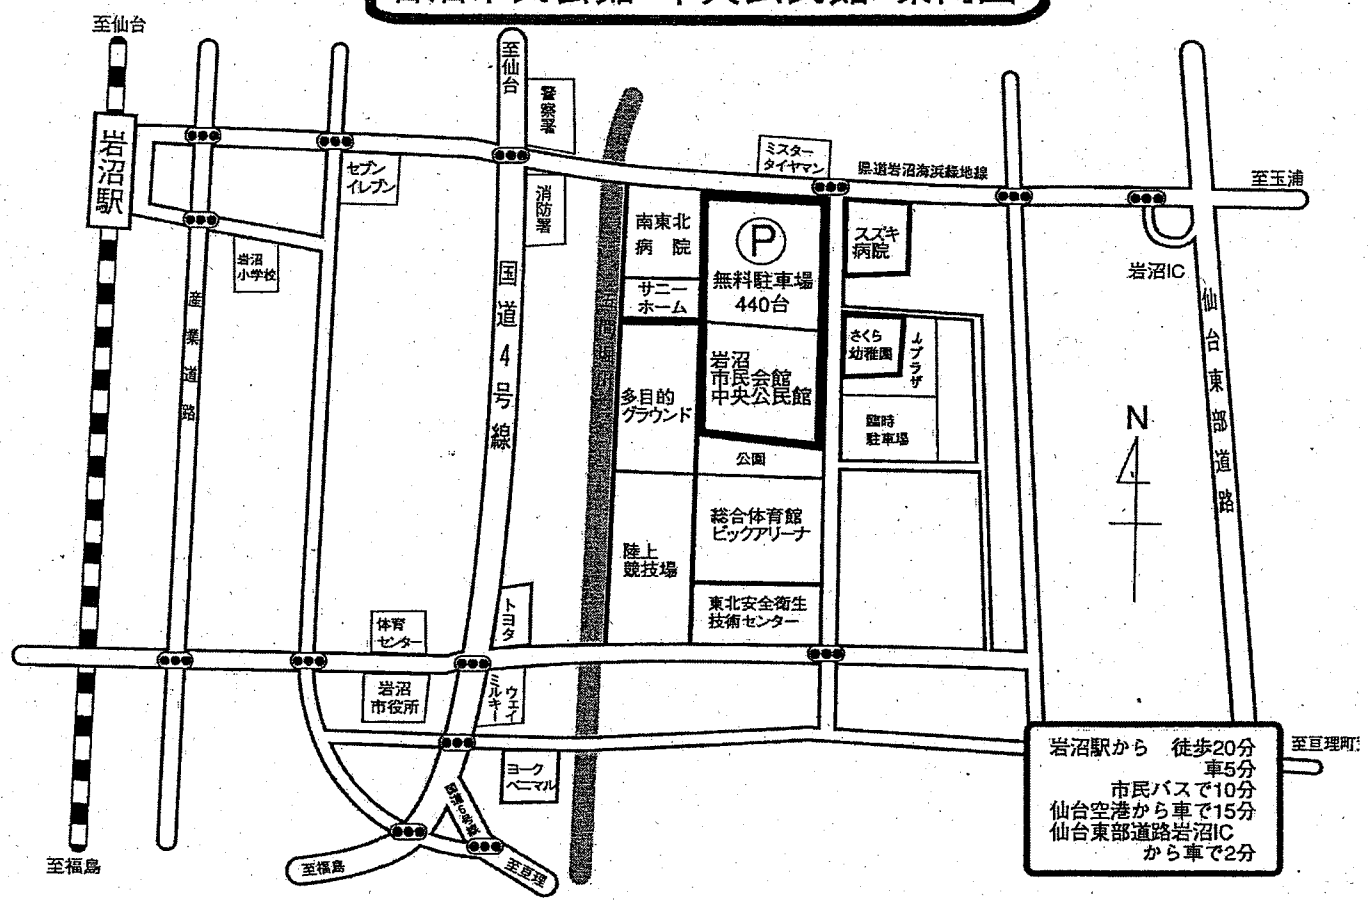 至仙台
至仙台
警察署
岩沼駅
セブン
イレブン
消防署
ミスター
タイヤマン
県道岩沼海浜緑地線
至玉浦
南東北
病院
P
無料駐車場
440台
スズキ
病院
岩沼IC
岩沼
小学校
サニー
ホーム
産業道路
国道4号線
仙台東部道路
さくら
幼稚園
岩沼
市民会館
中央公民館
多目的
グラウンド
臨時
駐車場
公園
N
総合体育館
ビックアリーナ
陸上
競技場
東北安全衛生
技術センター
トヨタ
体育
センター
岩沼
市役所
ミルキー
ウェイ
ヨーク
ベニマル
至福島
至福島
至亘理
岩沼駅から 徒歩20分
車5分
市民バスで10分
仙台空港から車で15分
仙台東部道路岩沼IC
から車で2分
至亘理町